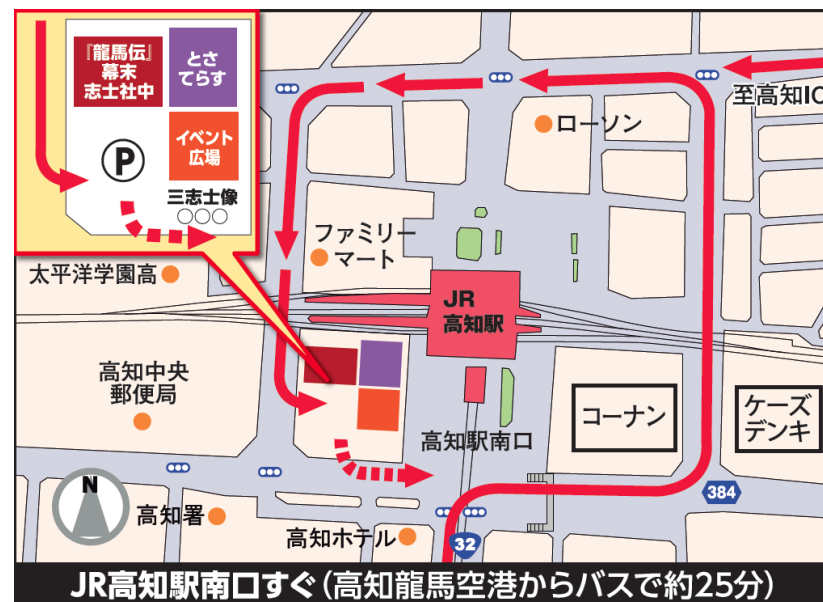 『龍馬伝』
幕末
志士社中
とさ
てらす
イベント
広場
P
三志士像
至高知IC
ローソン
ファミリー
マート
太平洋学園高
JR
高知駅
高知中央
郵便局
高知駅南口
コーナン
ケーズ
デンキ
384
N
高知署
高知ホテル
32
JR高知駅南口すぐ(高知龍馬空港からバスで約25分)